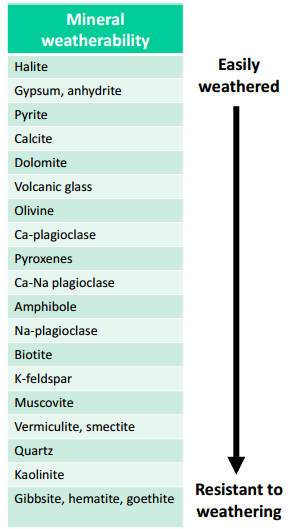 Mineral
weatherability
Halite
Gypsum, anhydrite
Pyrite
Calcite
Dolomite
Volcanic glass
Olivine
Ca-plagioclase
Pyroxenes
Ca-Na plagioclase
Amphibole
Na-plagioclase
Biotite
K-feldspar
Muscovite
Vermiculite, smectite
Quartz
Kaolinite
Gibbsite, hematite, goethite
Easily
weathered
Resistant to
weathering